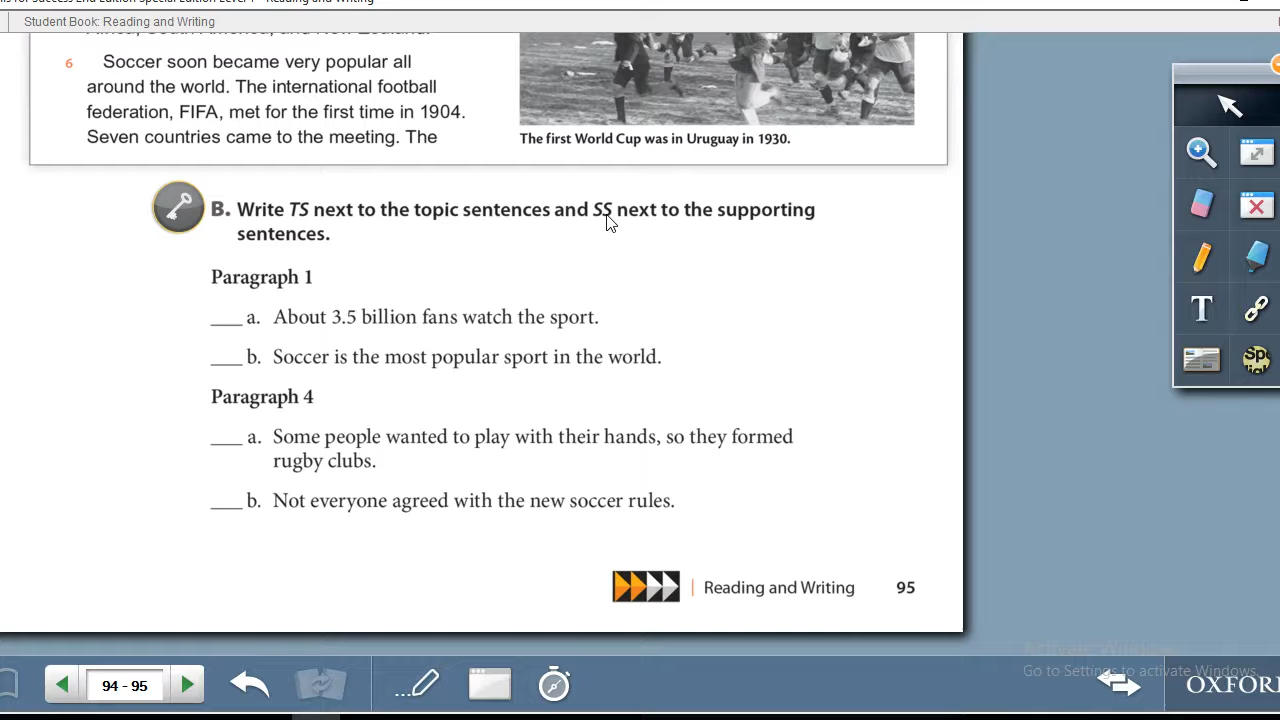 Student Book: Reading and Writing
6 Soccer soon became very popular all
around the world. The international football
federation, FIFA, met for the first time in 1904.
Seven countries came to the meeting. The
The first World Cup was in Uruguay in 1930.
B. Write TS next to the topic sentences and SS next to the supporting
sentences.
Paragraph 1
___ a. About 3.5 billion fans watch the sport.
___ b. Soccer is the most popular sport in the world.
Paragraph 4
___ a. Some people wanted to play with their hands, so they formed
rugby clubs.
___ b. Not everyone agreed with the new soccer rules.
Reading and Writing 95
T
Spo
Activate Windows
Go to Settings to activate Windows.
94 - 95
OXFOR